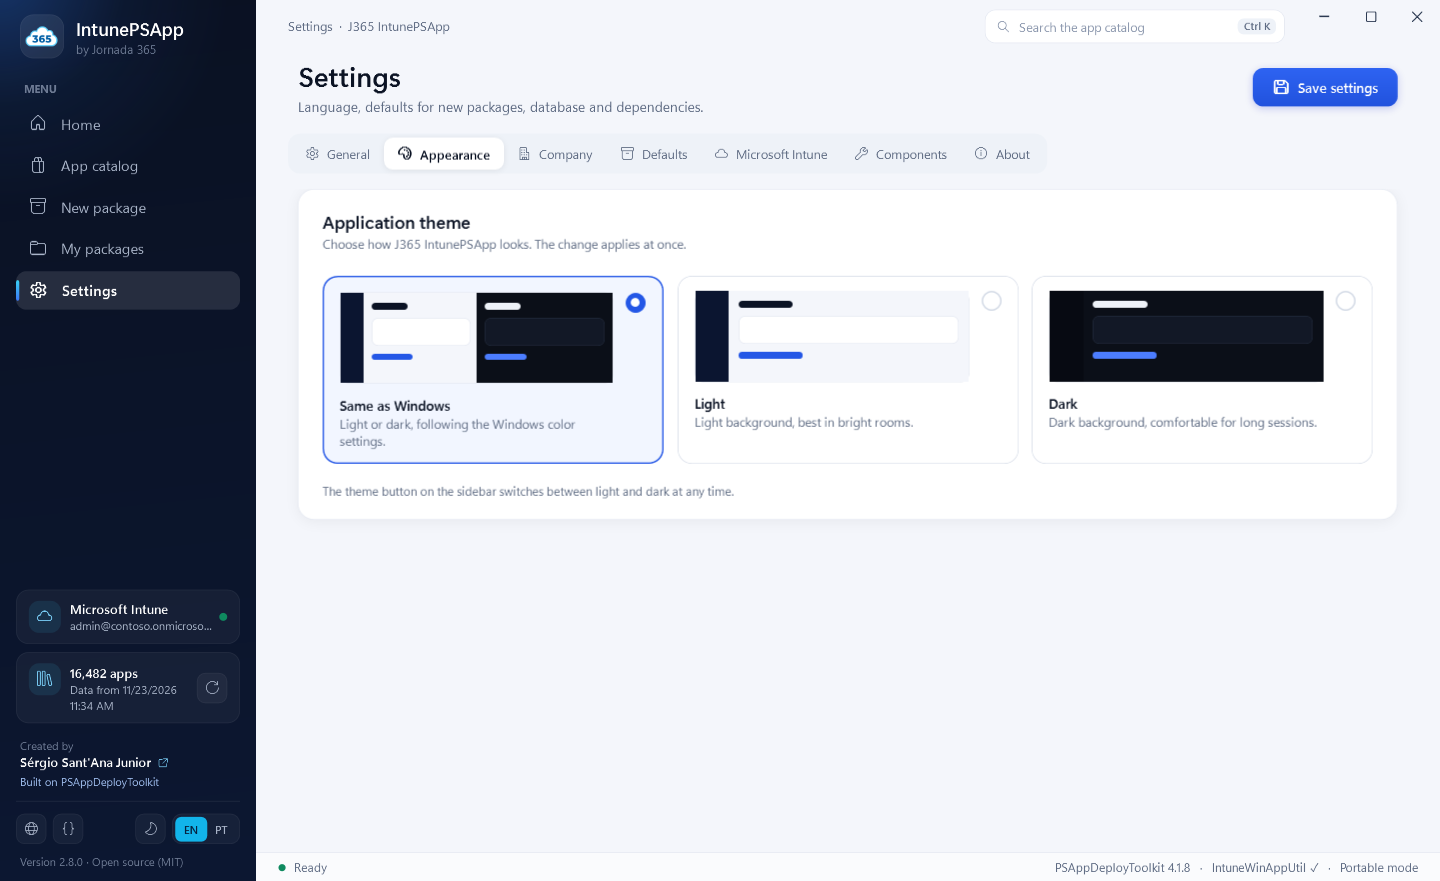 365
IntunePSApp
by Jornada 365
MENU
Home
App catalog
New package
My packages
Settings
Microsoft Intune
admin@contoso.onmicroso...
16,482 apps
Data from 11/23/2026
11:34 AM
Created by
Sérgio Sant'Ana Junior
Built on PSAppDeployToolkit
{} 
EN
PT
Version 2.8.0 · Open source (MIT)
Settings · J365 IntunePSApp
Search the app catalog
Ctrl K
Settings
Language, defaults for new packages, database and dependencies.
Save settings
General
Appearance
Company
Defaults
Microsoft Intune
Components
About
Application theme
Choose how J365 IntunePSApp looks. The change applies at once.
Same as Windows
Light or dark, following the Windows color
settings.
Light
Light background, best in bright rooms.
Dark
Dark background, comfortable for long sessions.
The theme button on the sidebar switches between light and dark at any time.
Ready
PSAppDeployToolkit 4.1.8 · IntuneWinAppUtil ✓ · Portable mode